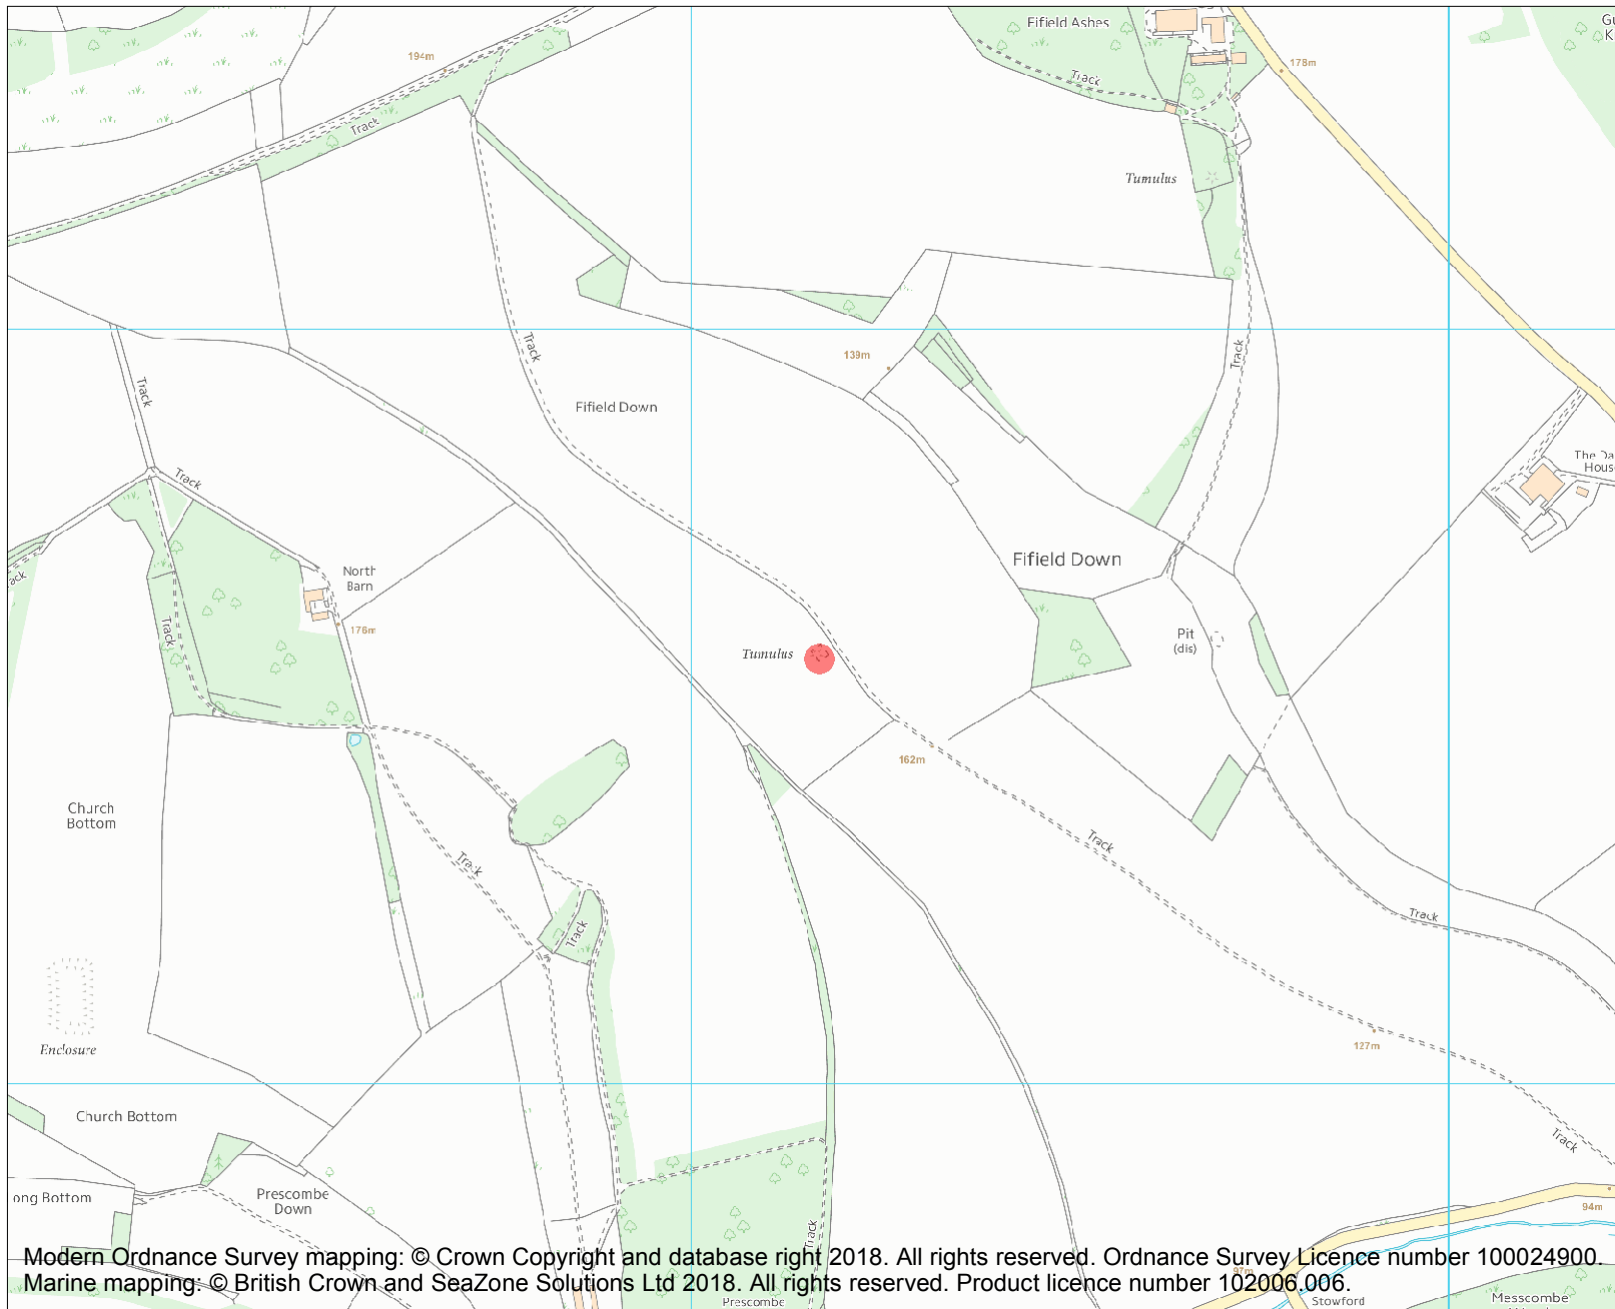 Fifield Ashes
194m
178m
Track
Track
Tumulus
Track
139m
Track
Track
Fifield Down
Track
Hous
North
Barn
Fifield Down
Track
176m
Pit
(dis)
Tumulus
162m
Church
Bottom
Track
Track
Track
Track
127m
Enclosure
Church Bottom
Track
ong Bottom
Prescombe
Down
94m
Track
Modern Ordnance Survey mapping: © Crown Copyright and database right 2018. All rights reserved. Ordnance Survey Licence number 100024900.
Marine mapping: © British Crown and SeaZone Solutions Ltd 2018. All rights reserved. Product licence number 102006.006.
97m
Prescombe
Stowford
Messcombe